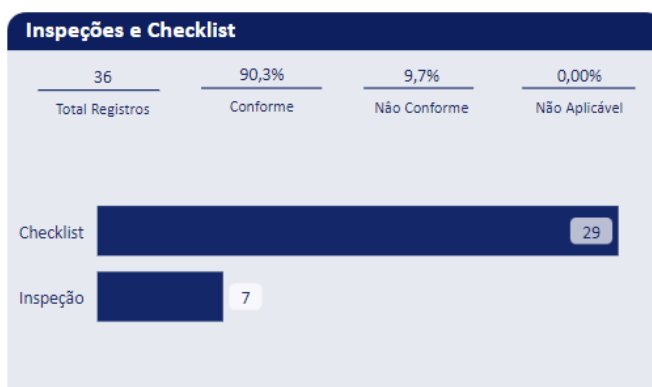 Inspeções e Checklist
36 90,3% 9,7% 0,00%
Total Registros Conforme Não Conforme Não Aplicável
Checklist 29
Inspeção 7